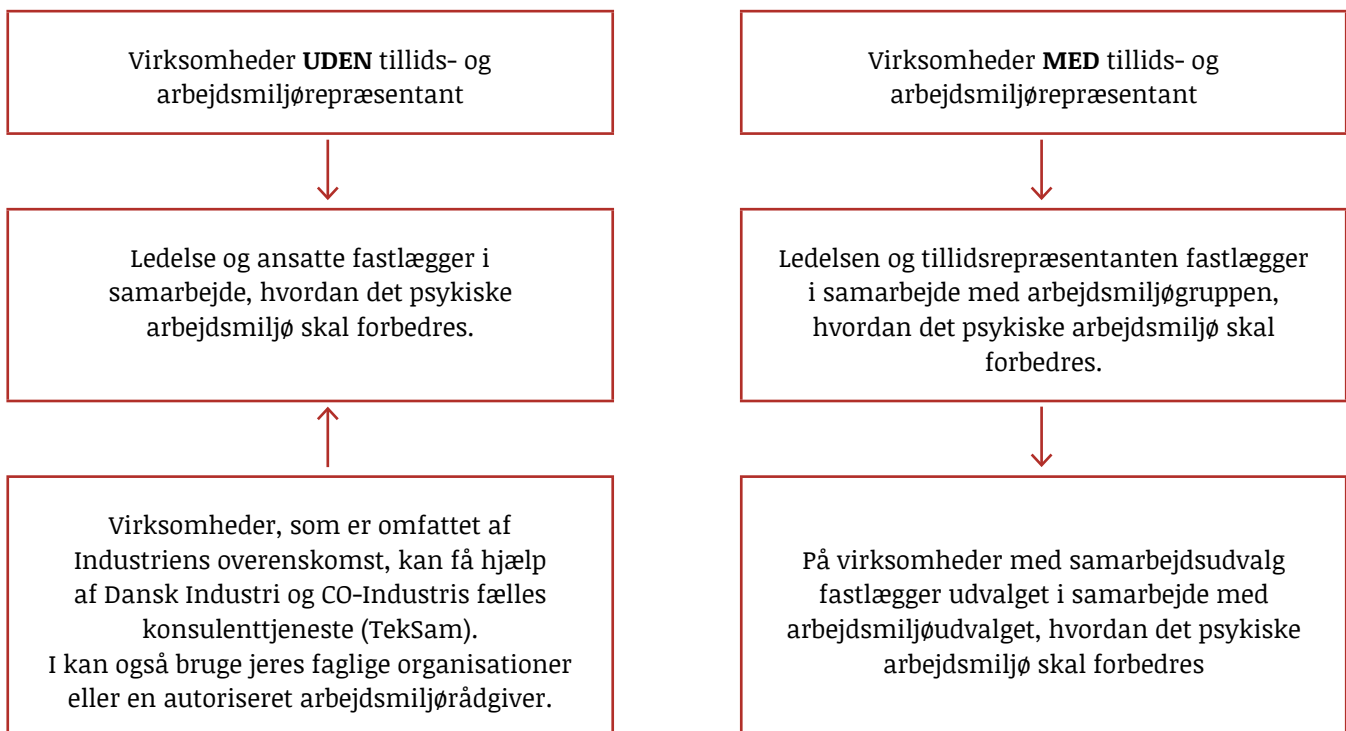 Virksomheder UDEN tillids- og
arbejdsmiljørepræsentant
Ledelse og ansatte fastlægger i
samarbejde, hvordan det psykiske
arbejdsmiljø skal forbedres.
Virksomheder, som er omfattet af
Industriens overenskomst, kan få hjælp
af Dansk Industri og CO-Industris fælles
konsulenttjeneste (TekSam).
I kan også bruge jeres faglige organisationer
eller en autoriseret arbejdsmiljørådgiver.
Virksomheder MED tillids- og
arbejdsmiljørepræsentant
Ledelsen og tillidsrepræsentanten fastlægger
i samarbejde med arbejdsmiljøgruppen,
hvordan det psykiske arbejdsmiljø skal
forbedres.
På virksomheder med samarbejdsudvalg
fastlægger udvalget i samarbejde med
arbejdsmiljøudvalget, hvordan det psykiske
arbejdsmiljø skal forbedres